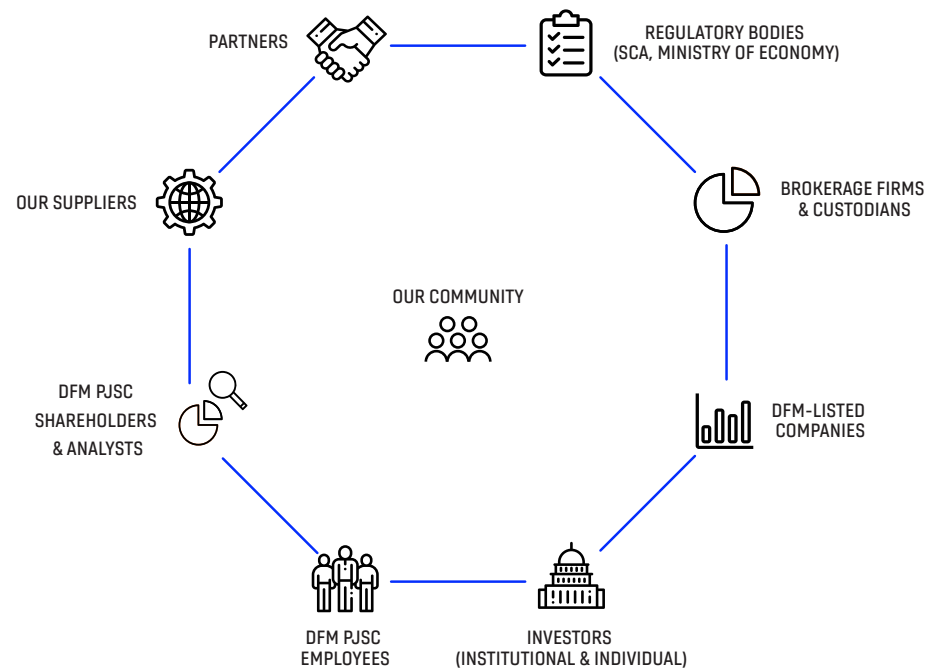 PARTNERS
REGULATORY BODIES
(SCA, MINISTRY OF ECONOMY)
OUR SUPPLIERS
BROKERAGE FIRMS
& CUSTODIANS
OUR COMMUNITY
DFM PJSC
SHAREHOLDERS
& ANALYSTS
DFM-LISTED
COMPANIES
DFM PJSC
EMPLOYEES
INVESTORS
(INSTITUTIONAL & INDIVIDUAL)